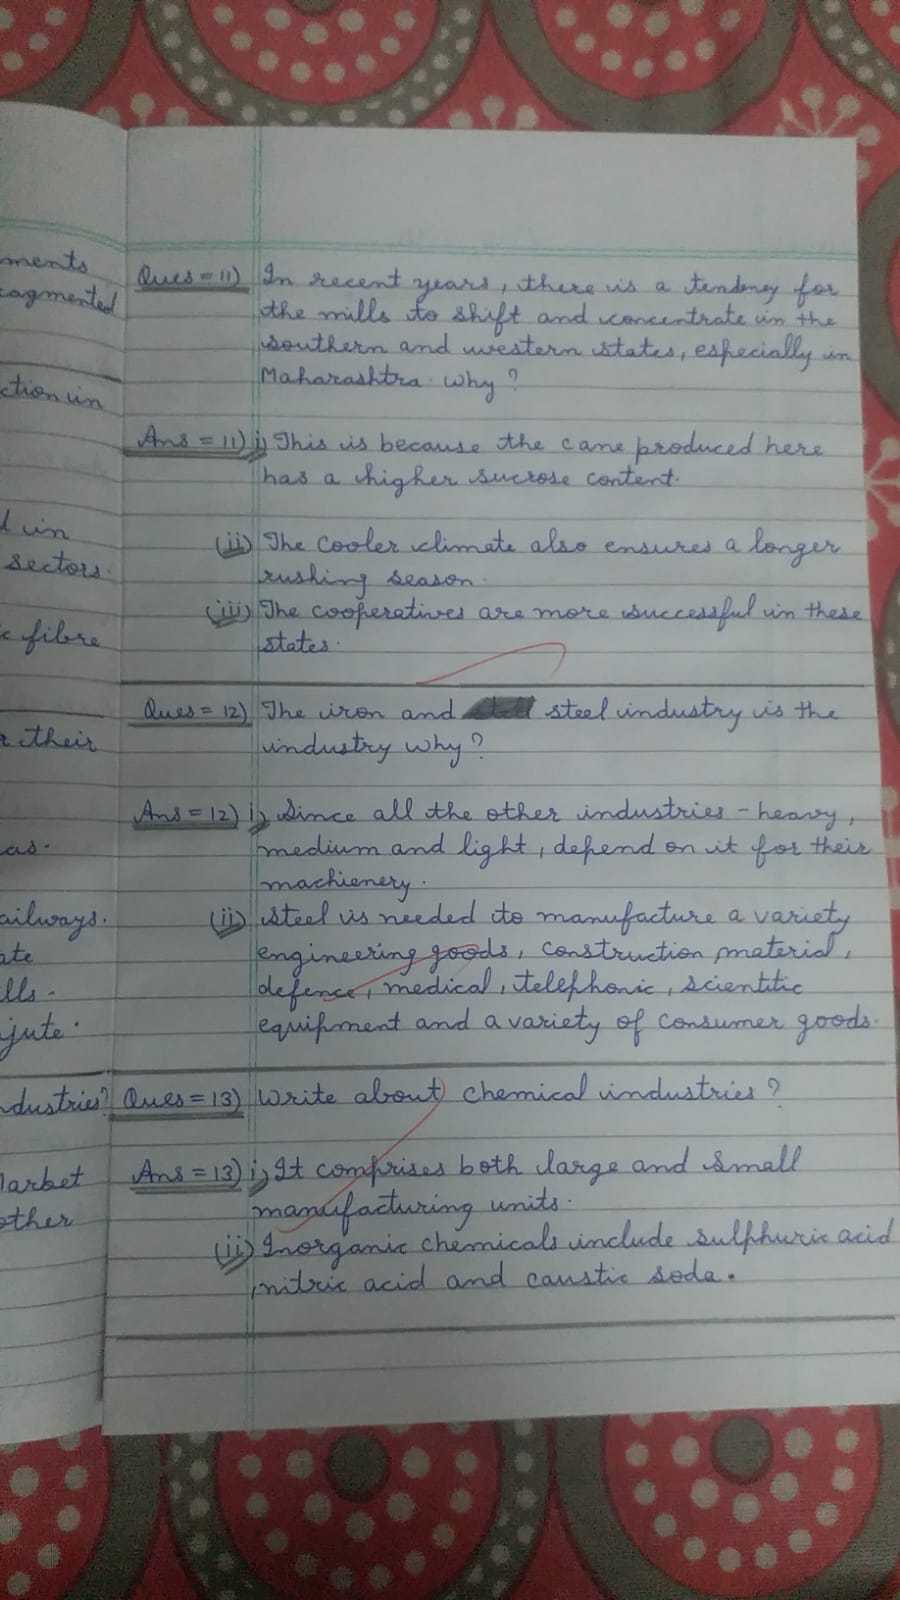 ments
ragmented
ction in
d in
sectors.
c fibre
r their
as.
ailways.
ate
lls.
jute.
ndustries?
Market
other
Ques = 11) In recent years, there is a tendney for
the mills to shift and concentrate in the
southern and western states, especially in
Maharashtra. Why?
Ans = 11) i) This is because the cane produced here
has a higher sucrose content.
(ii) The cooler climate also ensures a longer
rushing season.
(iii) The cooperatives are more successful in these
states.
Ques = 12) The iron and steel industry is the
industry why?
Ans = 12) i) Since all the other industries - heavy,
medium and light, depend on it for their
machienery.
(ii) steel is needed to manufacture a variety
engineering goods, construction material,
defence, medical, telephonic, scientitic
equipment and a variety of consumer goods.
Ques = 13) Write about chemical industries?
Ans = 13) i) It comprises both large and small
manufacturing units.
(ii) Inorganic chemicals include sulphuric acid
,nitric acid and caustic soda.